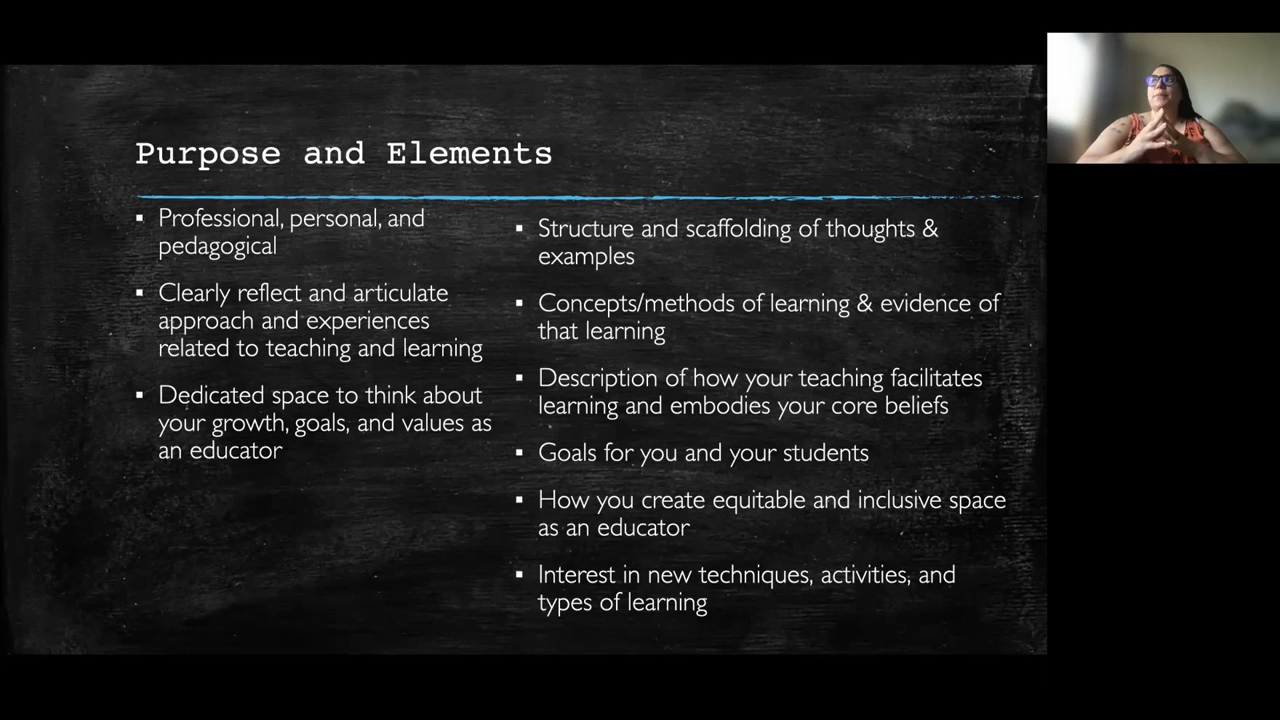 Purpose and Elements
▪ Professional, personal, and
pedagogical
▪ Clearly reflect and articulate
approach and experiences
related to teaching and learning
▪ Dedicated space to think about
your growth, goals, and values as
an educator
▪ Structure and scaffolding of thoughts &
examples
▪ Concepts/methods of learning & evidence of
that learning
▪ Description of how your teaching facilitates
learning and embodies your core beliefs
▪ Goals for you and your students
▪ How you create equitable and inclusive space
as an educator
▪ Interest in new techniques, activities, and
types of learning